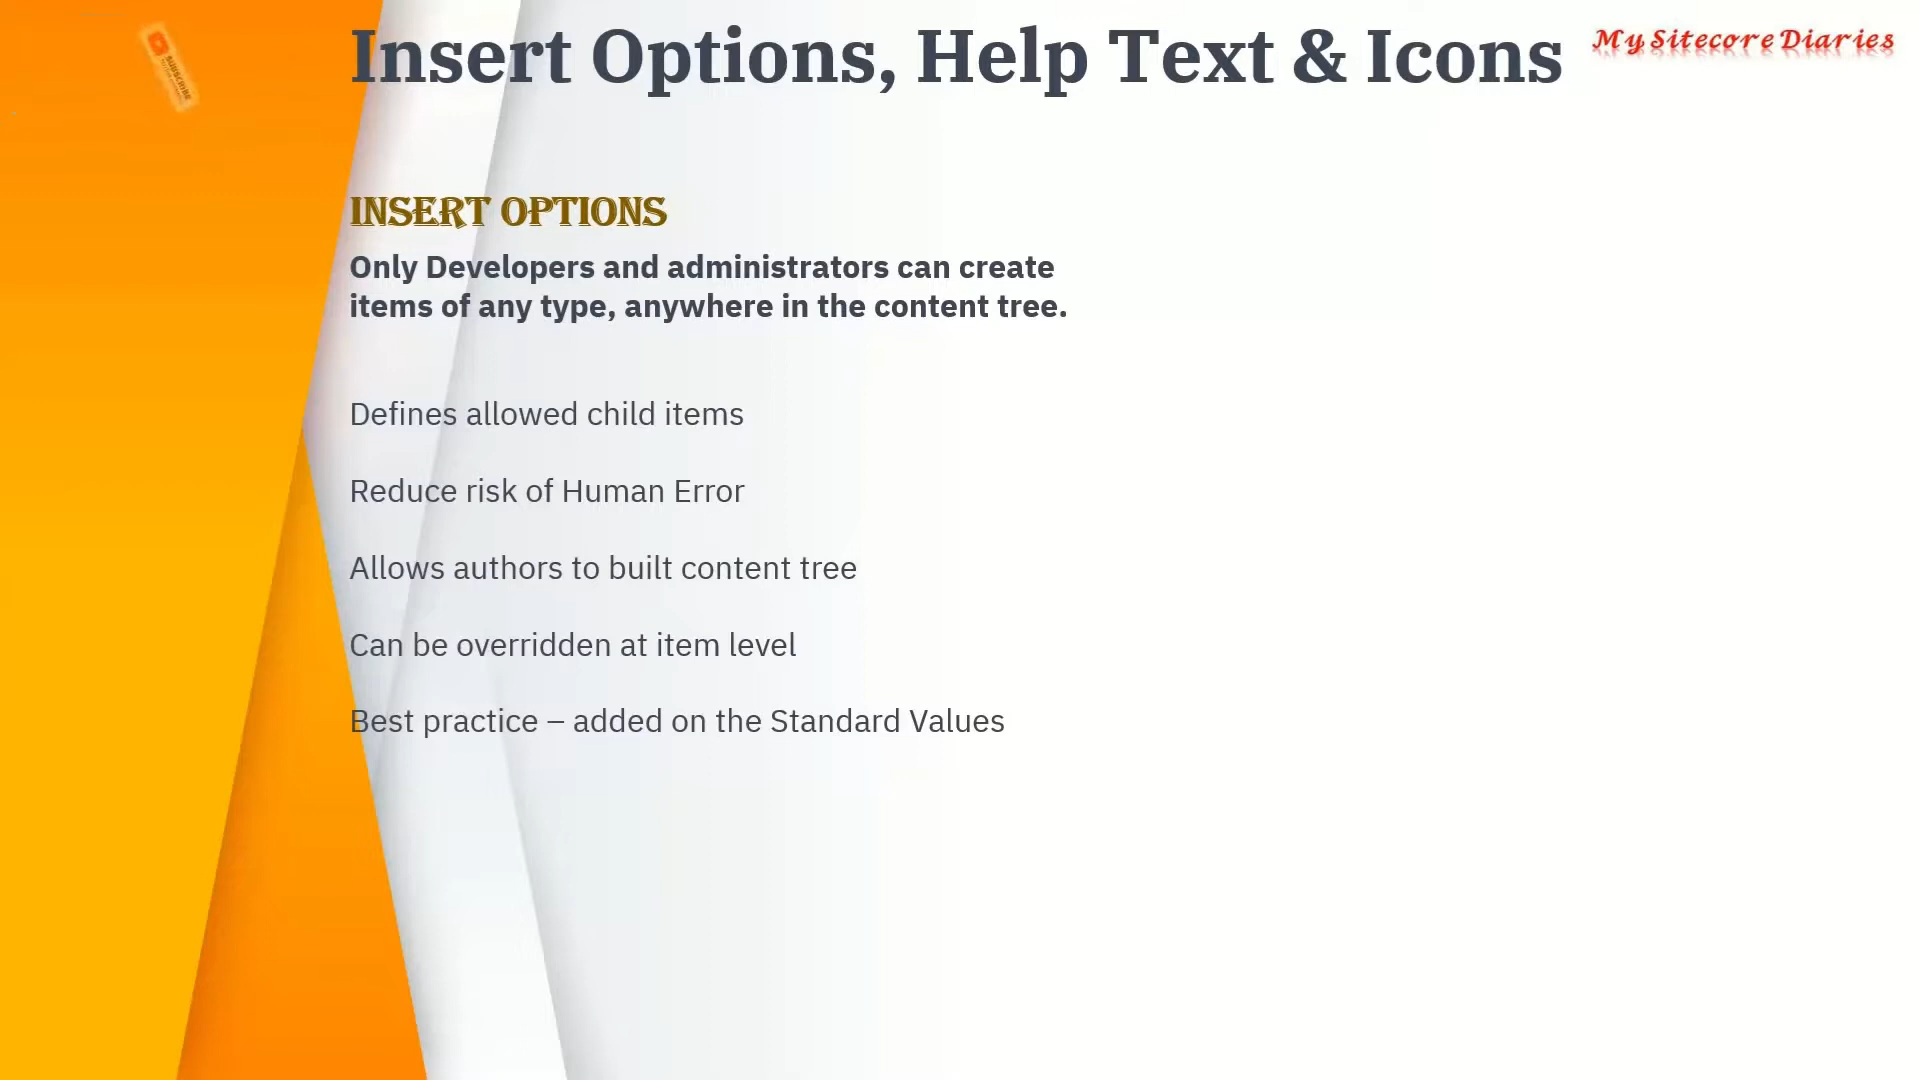 Insert Options, Help Text & Icons
My Sitecore Diaries
SUBSCRIBE
INSERT OPTIONS
Only Developers and administrators can create
items of any type, anywhere in the content tree.
Defines allowed child items
Reduce risk of Human Error
Allows authors to built content tree
Can be overridden at item level
Best practice – added on the Standard Values